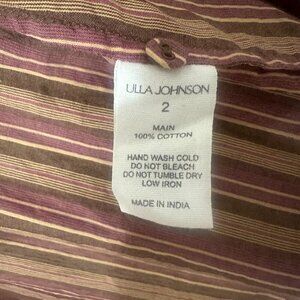 ULLA JOHNSON
2
MAIN
100% COTTON
HAND WASH COLD
DO NOT BLEACH
DO NOT TUMBLE DRY
LOW IRON
MADE IN INDIA